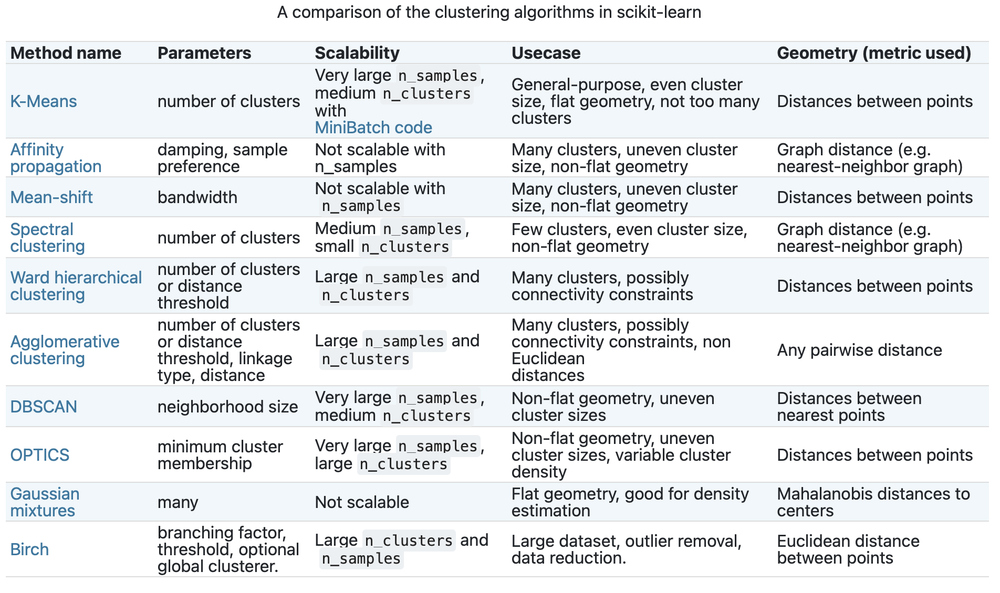 A comparison of the clustering algorithms in scikit-learn
Method name Parameters Scalability Usecase Geometry (metric used)
K-Means
number of clusters
Very large n_samples,
medium n_clusters
with
MiniBatch code
General-purpose, even cluster
size, flat geometry, not too many
clusters
Distances between points
Affinity
propagation
damping, sample
preference
Not scalable with
n_samples
Many clusters, uneven cluster
size, non-flat geometry
Graph distance (e.g.
nearest-neighbor graph)
Mean-shift
bandwidth
Not scalable with
n_samples
Many clusters, uneven cluster
size, non-flat geometry
Distances between points
Spectral
clustering
number of clusters
Medium n_samples,
small n_clusters
Few clusters, even cluster size,
non-flat geometry
Graph distance (e.g.
nearest-neighbor graph)
Ward hierarchical
clustering
number of clusters
or distance
threshold
Large n_samples and
n_clusters
Many clusters, possibly
connectivity constraints
Distances between points
Agglomerative
clustering
number of clusters
or distance
threshold, linkage
type, distance
Large n_samples and
n_clusters
Many clusters, possibly
connectivity constraints, non
Euclidean
distances
Any pairwise distance
DBSCAN
neighborhood size
Very large n_samples,
medium n_clusters
Non-flat geometry, uneven
cluster sizes
Distances between
nearest points
OPTICS
minimum cluster
membership
Very large n_samples,
large n_clusters
Non-flat geometry, uneven
cluster sizes, variable cluster
density
Distances between points
Gaussian
mixtures
many
Not scalable
Flat geometry, good for density
estimation
Mahalanobis distances to
centers
Birch
branching factor,
threshold, optional
global clusterer.
Large n_clusters and
n_samples
Large dataset, outlier removal,
data reduction.
Euclidean distance
between points